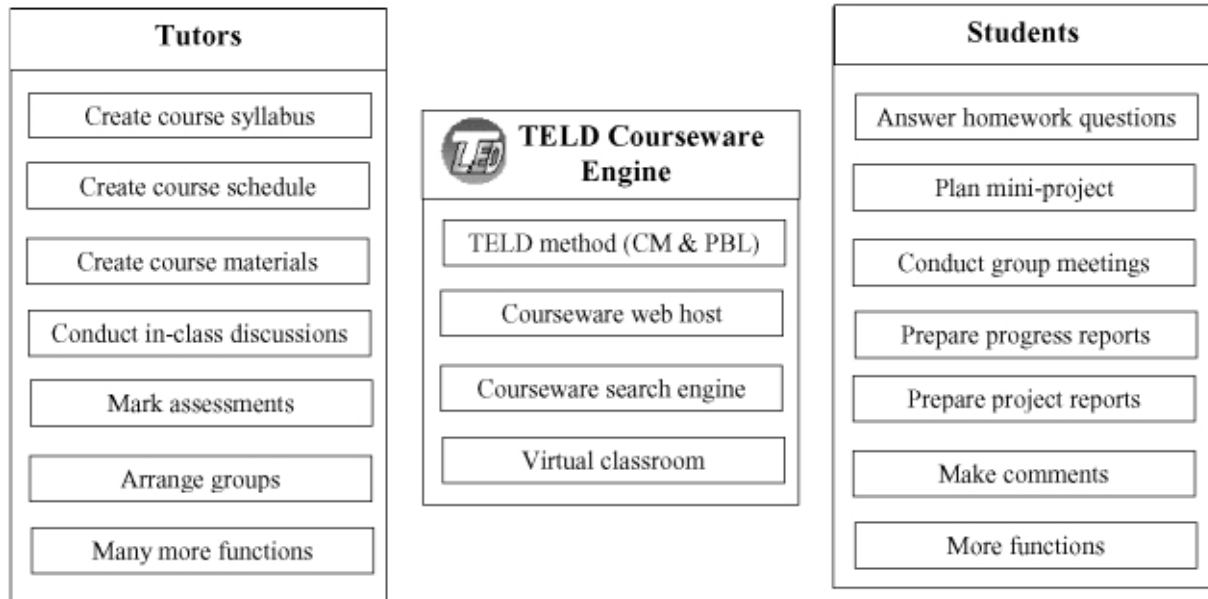 Tutors
Create course syllabus
Create course schedule
Create course materials
Conduct in-class discussions
Mark assessments
Arrange groups
Many more functions
TELD
TELD Courseware
Engine
TELD method (CM & PBL)
Courseware web host
Courseware search engine
Virtual classroom
Students
Answer homework questions
Plan mini-project
Conduct group meetings
Prepare progress reports
Prepare project reports
Make comments
More functions